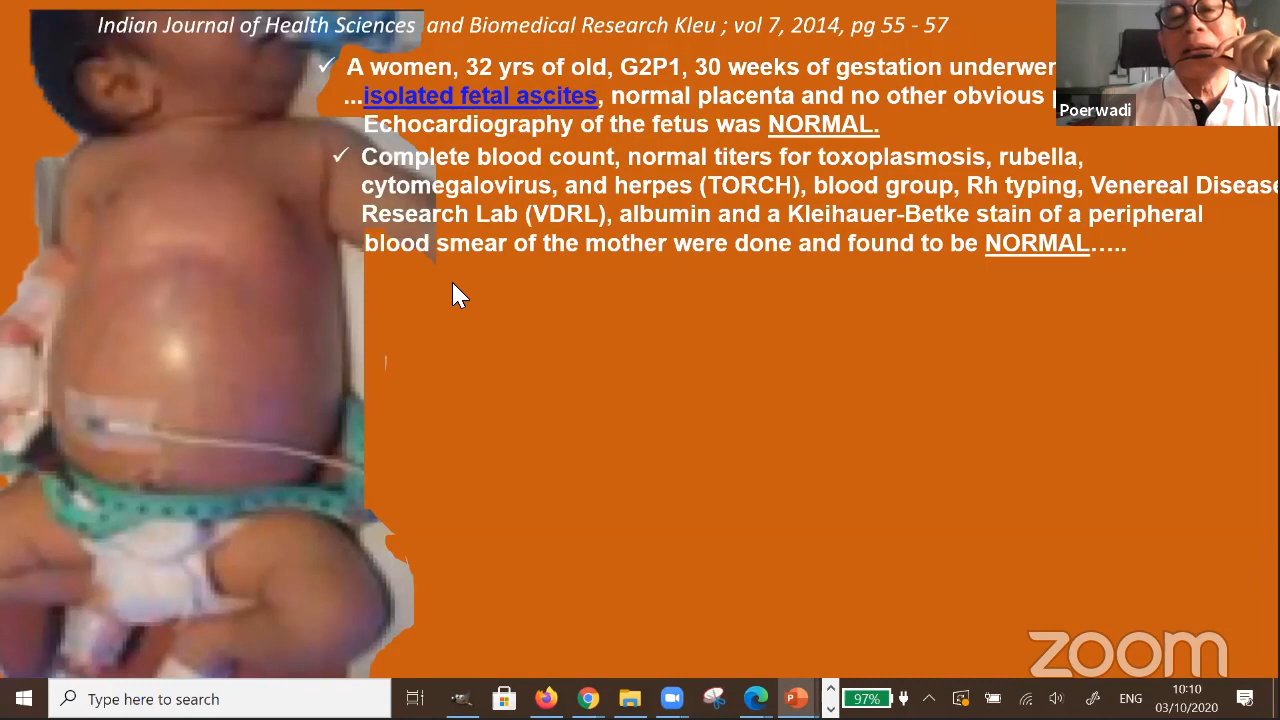 Indian Journal of Health Sciences and Biomedical Research Kleu ; vol 7, 2014, pg 55 - 57
✓ A women, 32 yrs of old, G2P1, 30 weeks of gestation underwer
...isolated fetal ascites, normal placenta and no other obvious
Echocardiography of the fetus was NORMAL.
✓ Complete blood count, normal titers for toxoplasmosis, rubella,
cytomegalovirus, and herpes (TORCH), blood group, Rh typing, Venereal Disease
Research Lab (VDRL), albumin and a Kleihauer-Betke stain of a peripheral
blood smear of the mother were done and found to be NORMAL.....
Poerwadi
zoom
Type here to search
97%
ENG
10:10
03/10/2020